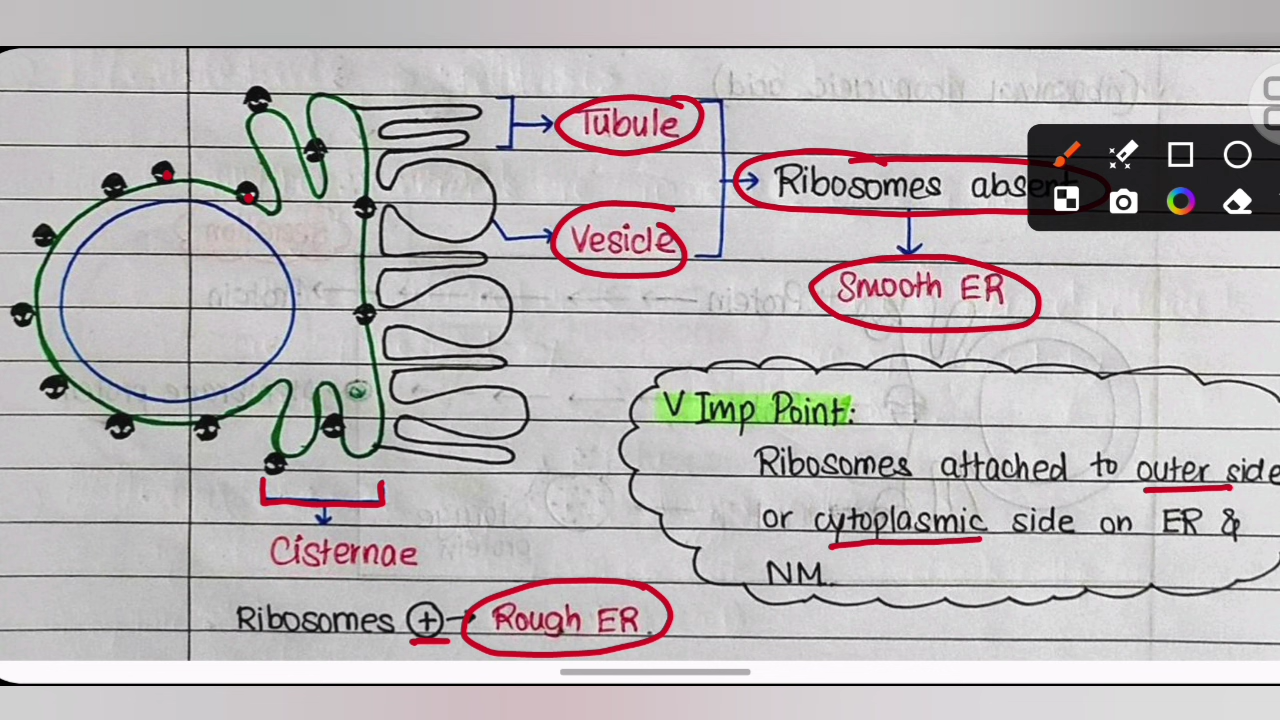 Tubule
Ribosomes absent
Vesicle
Smooth ER
V Imp Point:
Ribosomes attached to outer side
or cytoplasmic side on ER &
NM.
Cisternae
Ribosomes ⊕→ Rough ER.